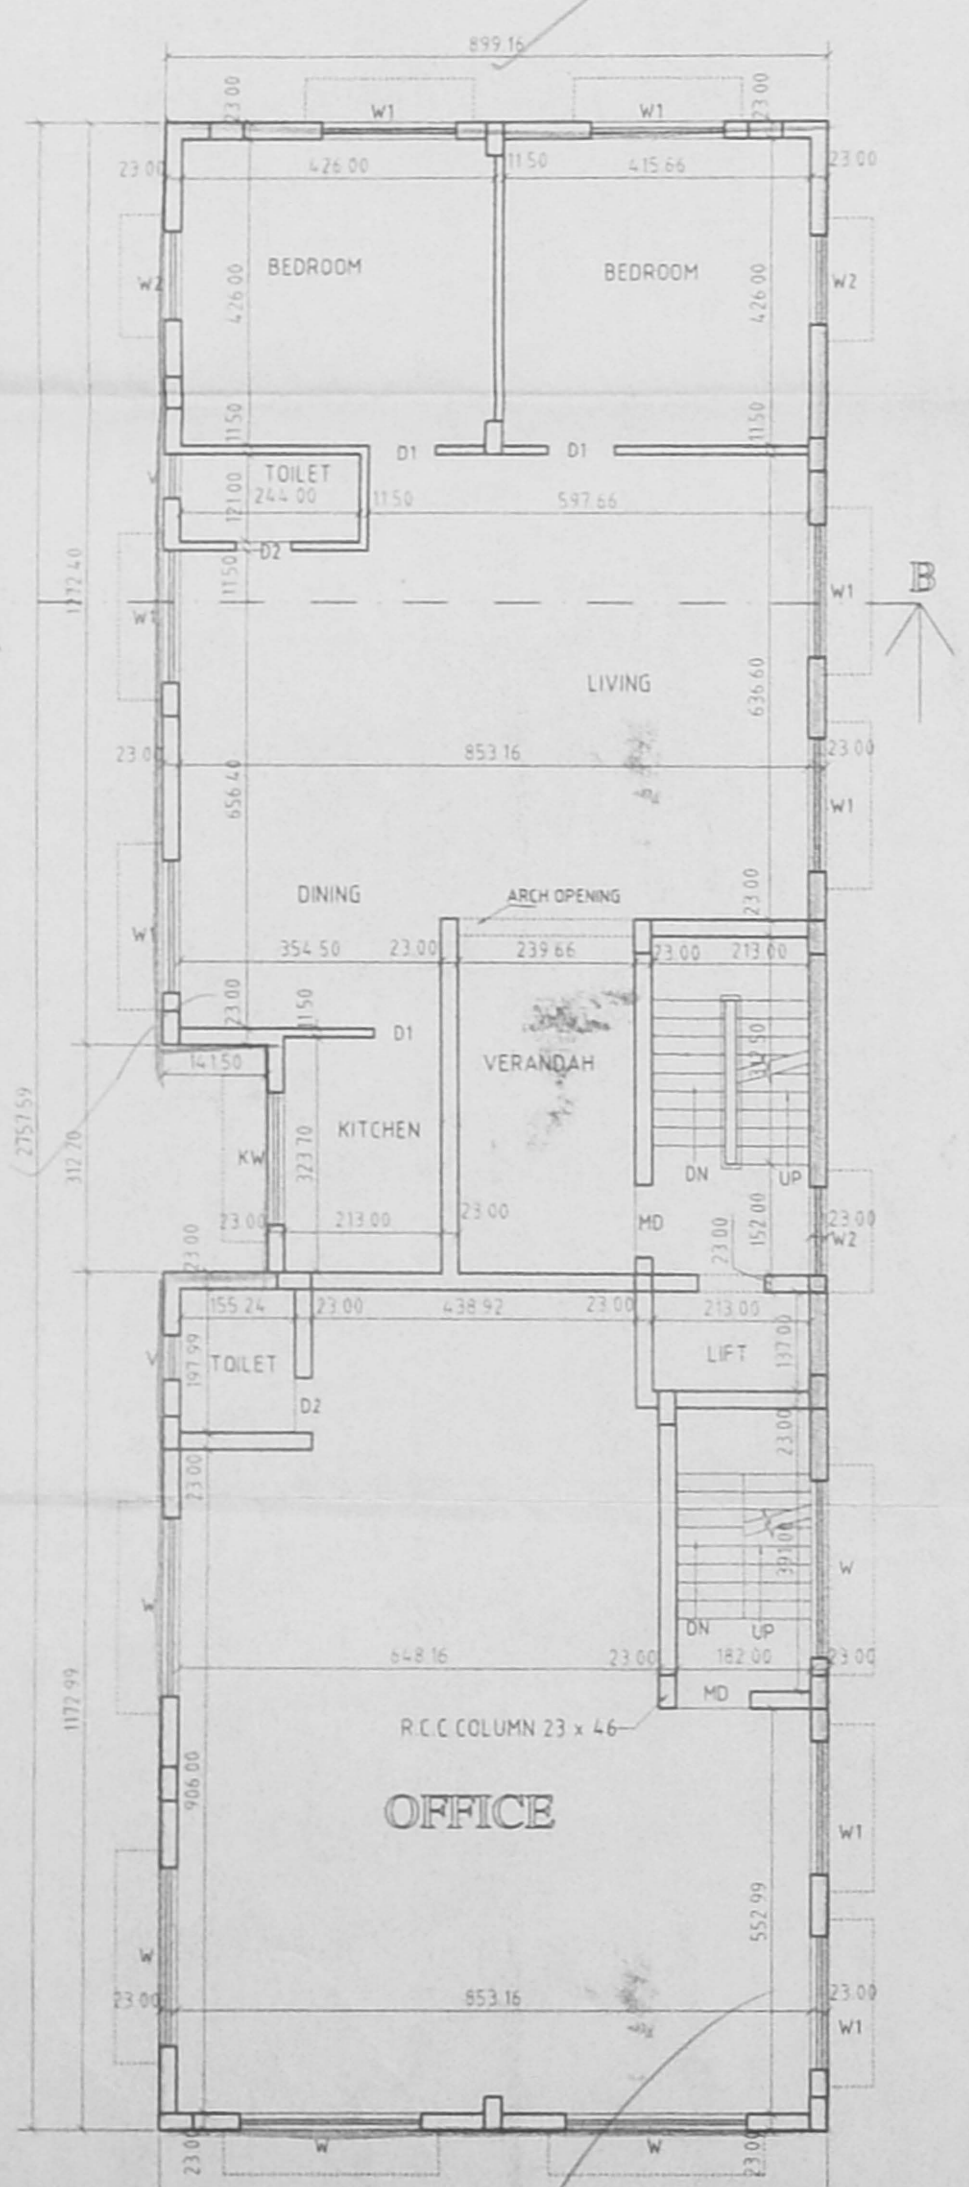 899.16
23.00
W1
W1
23.00
23.00
426.00
11.50
415.66
23.00
BEDROOM
BEDROOM
W2
426.00
426.00
W2
11.50
11.50
D1
D1
TOILET
V
244.00
121.00
11.50
597.66
D2
11.50
1272.40
B
W1
W1
LIVING
636.60
23.00
853.16
23.00
656.40
W1
DINING
ARCH OPENING
23.00
W1
354.50
23.00
239.66
23.00
213.00
23.00
11.50
D1
312.50
141.50
VERANDAH
2757.59
KITCHEN
312.70
KW
323.70
DN
UP
23.00
213.00
23.00
MD
23.00
152.00
23.00
W2
23.00
155.24
23.00
438.92
23.00
213.00
V
197.99
TOILET
LIFT
137.00
D2
23.00
23.00
391.00
W
W
DN
UP
648.16
23.00
182.00
23.00
MD
1172.99
R.C.C COLUMN 23 x 46
906.00
OFFICE
W1
552.99
W
23.00
853.16
23.00
W1
23.00
W
W
23.00